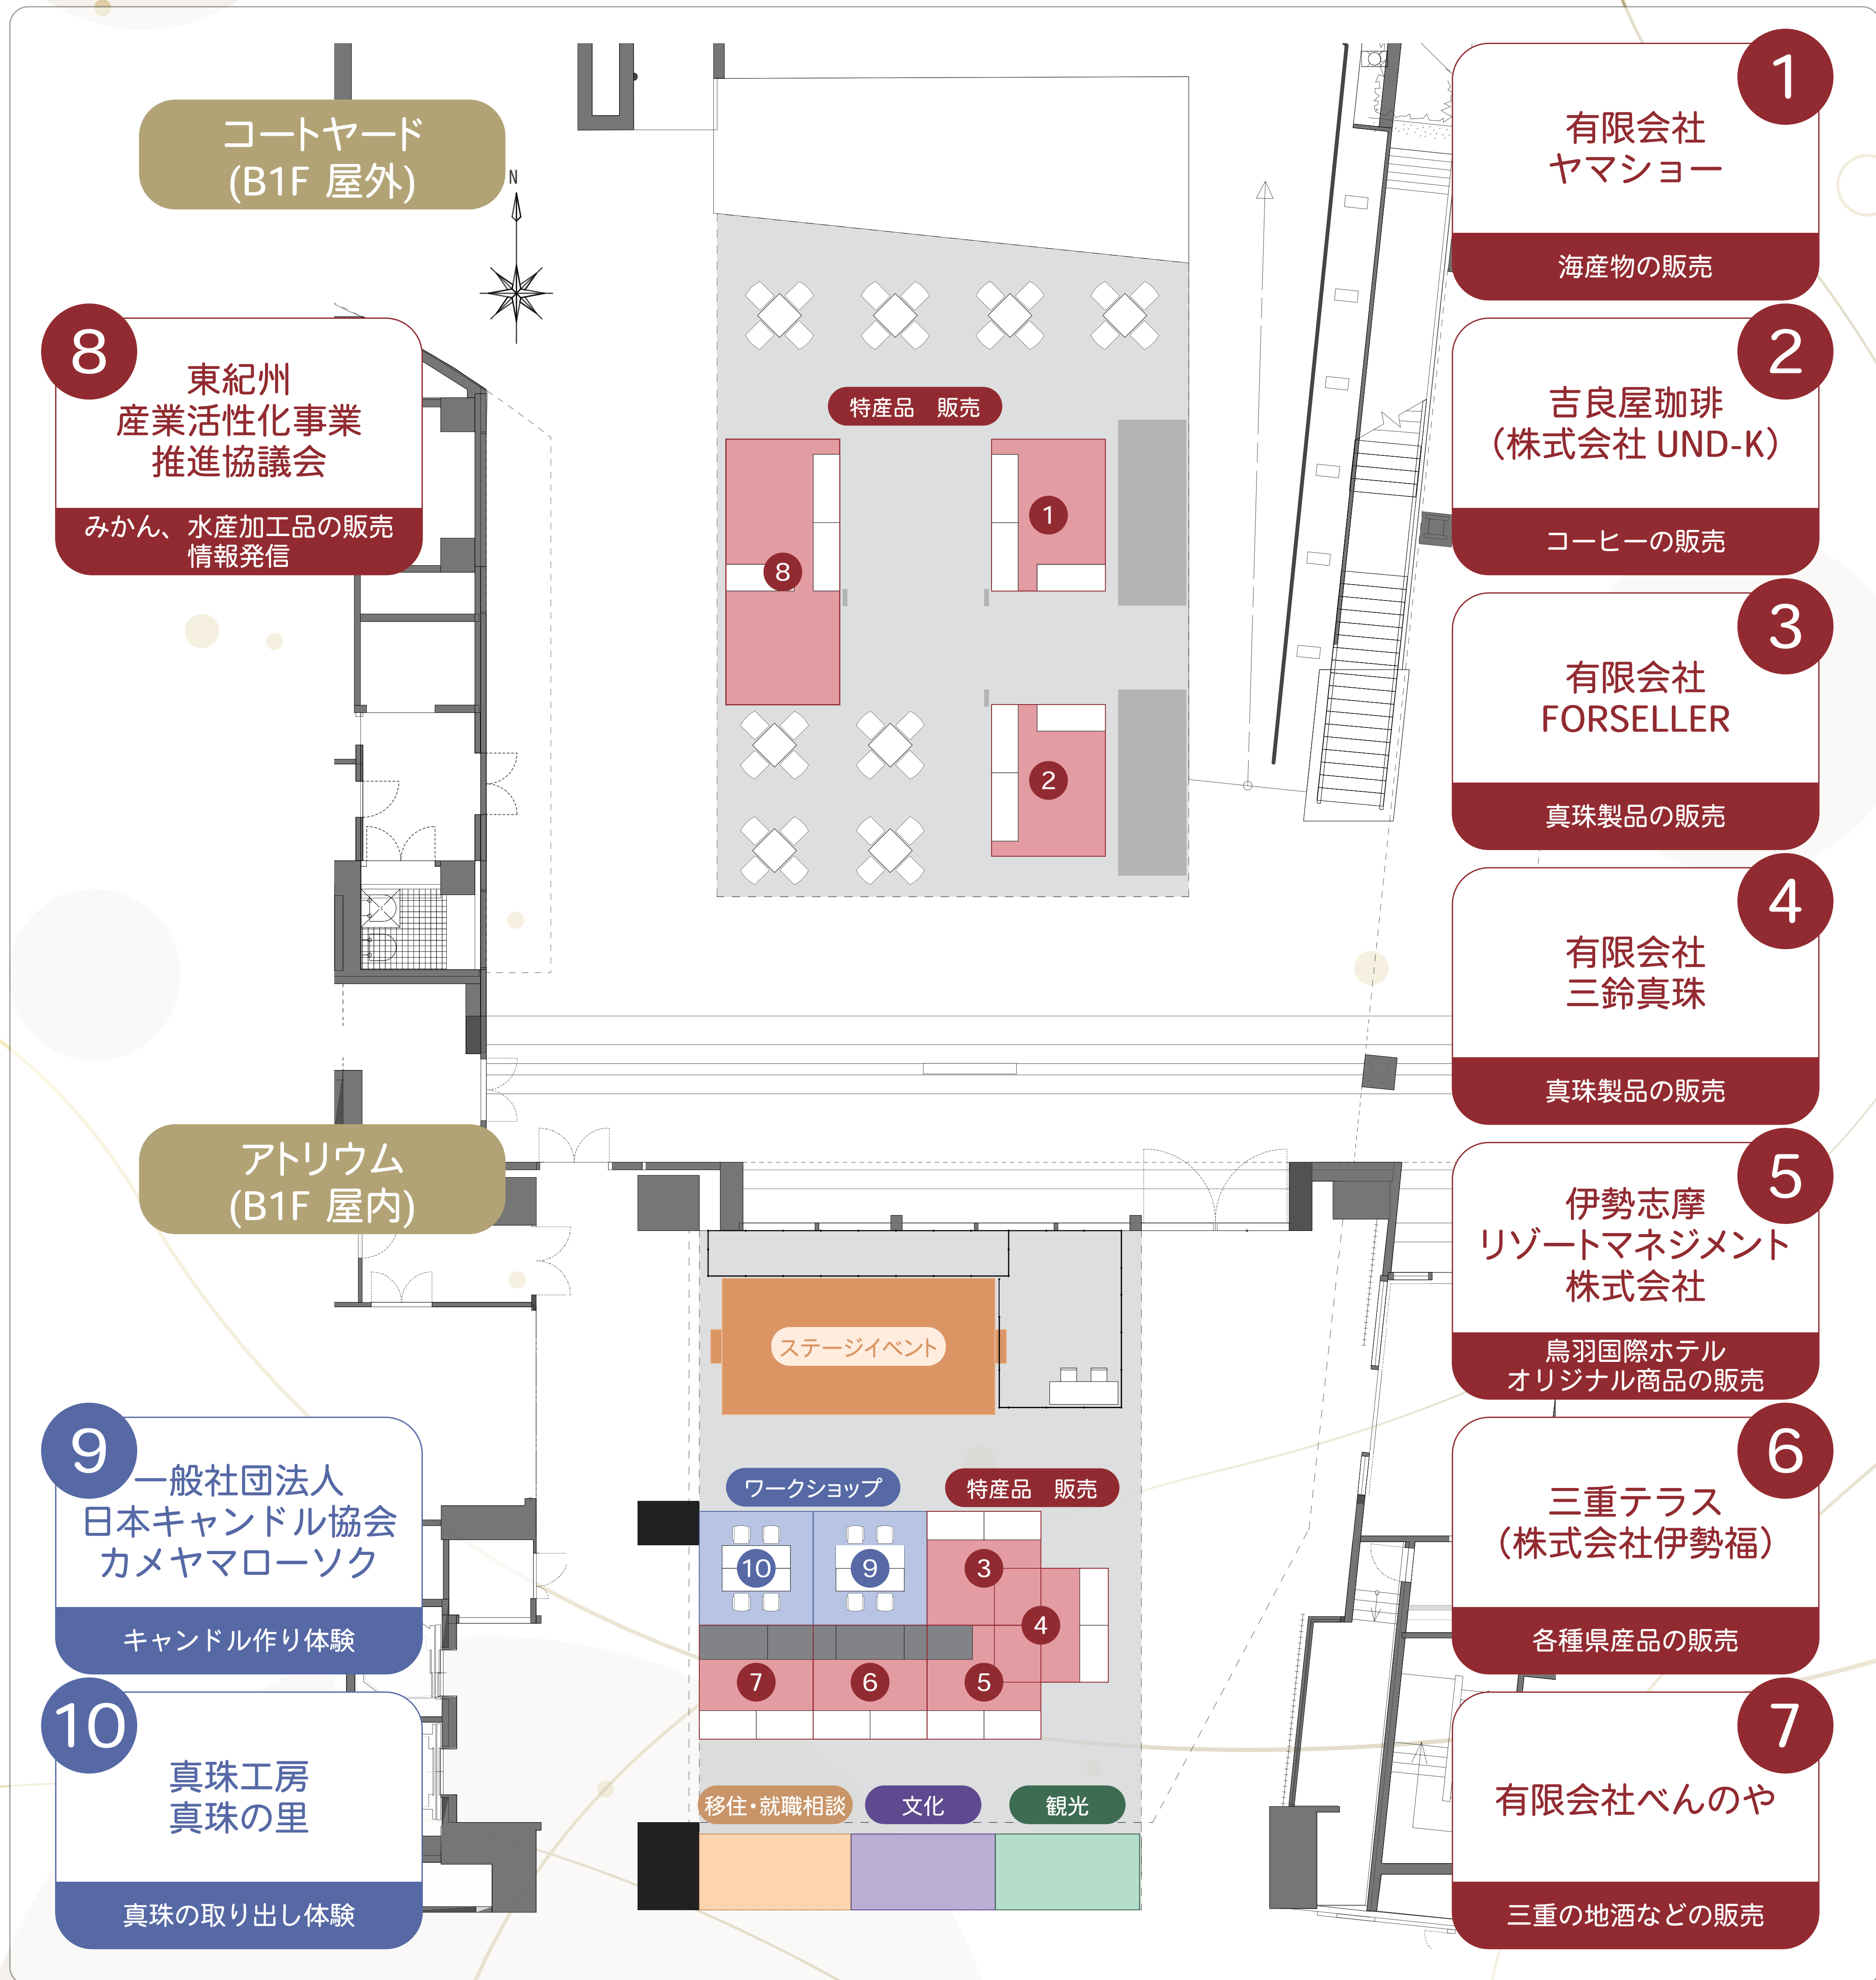 コートヤード
(B1F 屋外)
N
特産品 販売
8
1
2
アトリウム
(B1F 屋内)
ステージイベント
ワークショップ
特産品 販売
10
9
3
4
7
6
5
移住・就職相談
文化
観光
1
有限会社
ヤマショー
海産物の販売
2
吉良屋珈琲
(株式会社 UND-K)
コーヒーの販売
3
有限会社
FORSELLER
真珠製品の販売
4
有限会社
三鈴真珠
真珠製品の販売
5
伊勢志摩
リゾートマネジメント
株式会社
鳥羽国際ホテル
オリジナル商品の販売
6
三重テラス
(株式会社伊勢福)
各種県産品の販売
7
有限会社べんのや
三重の地酒などの販売
8
東紀州
産業活性化事業
推進協議会
みかん、水産加工品の販売
情報発信
9
一般社団法人
日本キャンドル協会
カメヤマローソク
キャンドル作り体験
10
真珠工房
真珠の里
真珠の取り出し体験